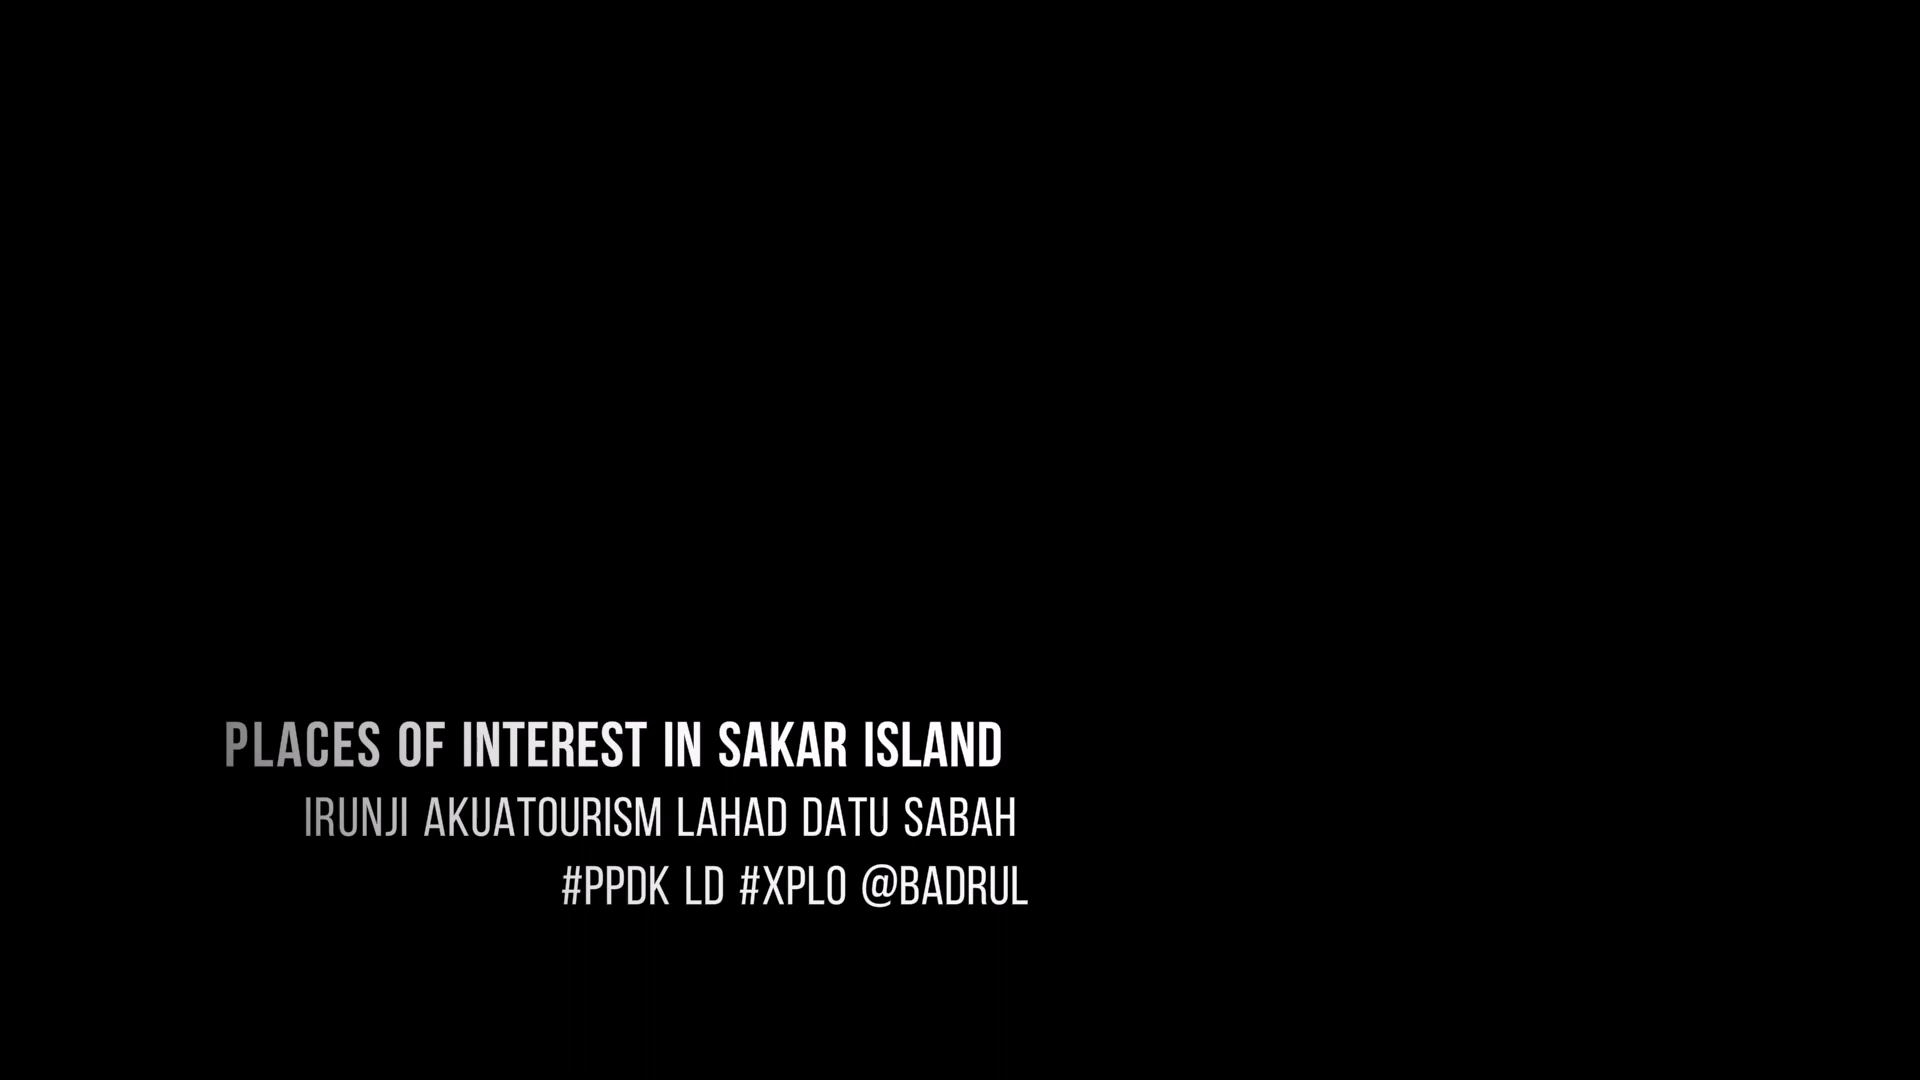 PLACES OF INTEREST IN SAKAR ISLAND
IRUNJI AKUATOURISM LAHAD DATU SABAH
#PPDK LD #XPLO @BADRUL